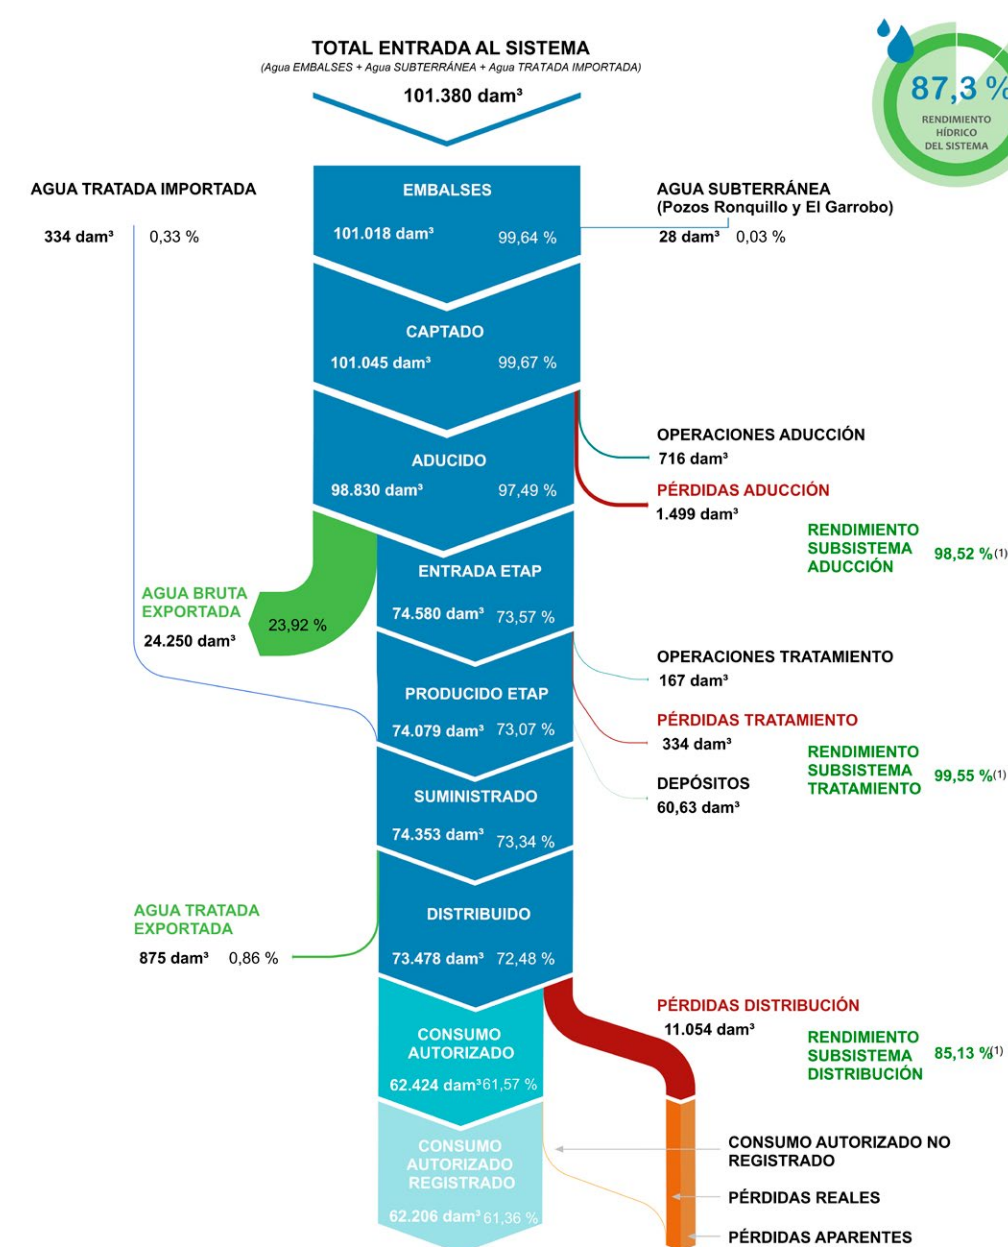 TOTAL ENTRADA AL SISTEMA
(Agua EMBALSES + Agua SUBTERRÁNEA + Agua TRATADA IMPORTADA)
101.380 dam³
87,3 %
RENDIMIENTO
HÍDRICO
DEL SISTEMA
AGUA TRATADA IMPORTADA
334 dam³ 0,33 %
EMBALSES
101.018 dam³ 99,64 %
AGUA SUBTERRÁNEA
(Pozos Ronquillo y El Garrobo)
28 dam³ 0,03 %
CAPTADO
101.045 dam³ 99,67 %
ADUCIDO
98.830 dam³ 97,49 %
OPERACIONES ADUCCIÓN
716 dam³
PÉRDIDAS ADUCCIÓN
1.499 dam³
RENDIMIENTO
SUBSISTEMA
ADUCCIÓN
98,52 %(1)
ENTRADA ETAP
74.580 dam³ 73,57 %
AGUA BRUTA
EXPORTADA
24.250 dam³
23,92 %
OPERACIONES TRATAMIENTO
167 dam³
PRODUCIDO ETAP
74.079 dam³ 73,07 %
PÉRDIDAS TRATAMIENTO
334 dam³
RENDIMIENTO
SUBSISTEMA
TRATAMIENTO
99,55 %(1)
DEPÓSITOS
60,63 dam³
SUMINISTRADO
74.353 dam³ 73,34 %
AGUA TRATADA
EXPORTADA
875 dam³ 0,86 %
DISTRIBUIDO
73.478 dam³ 72,48 %
PÉRDIDAS DISTRIBUCIÓN
11.054 dam³
RENDIMIENTO
SUBSISTEMA
DISTRIBUCIÓN
85,13 %(1)
CONSUMO
AUTORIZADO
62.424 dam³ 61,57 %
CONSUMO
AUTORIZADO
REGISTRADO
62.206 dam³ 61,36 %
CONSUMO AUTORIZADO NO
REGISTRADO
PÉRDIDAS REALES
PÉRDIDAS APARENTES